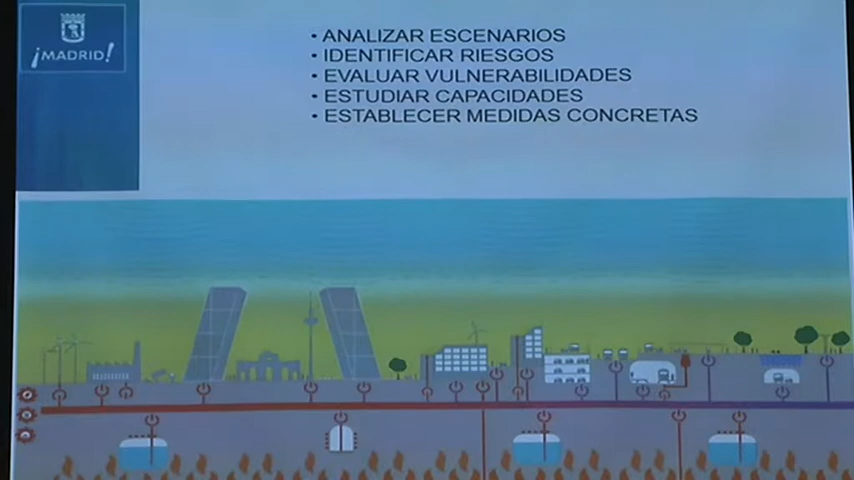 ¡MADRID!
• ANALIZAR ESCENARIOS
• IDENTIFICAR RIESGOS
• EVALUAR VULNERABILIDADES
• ESTUDIAR CAPACIDADES
• ESTABLECER MEDIDAS CONCRETAS